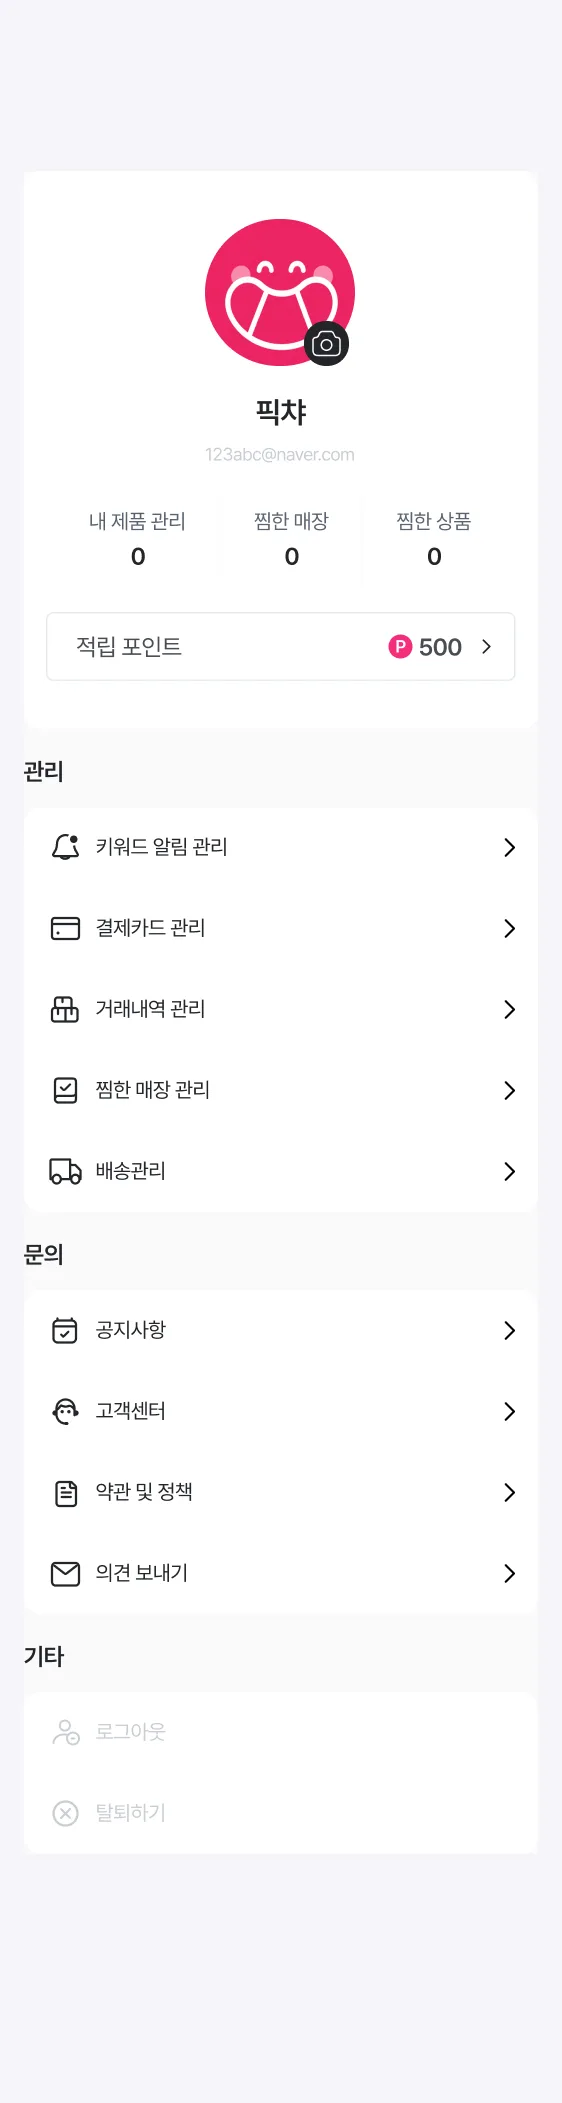 픽챠
123abc@naver.com
내 제품 관리 찜한 매장 찜한 상품
0 0 0
적립 포인트 P 500
관리
키워드 알림 관리
결제카드 관리
거래내역 관리
찜한 매장 관리
배송관리
문의
공지사항
고객센터
약관 및 정책
의견 보내기
기타
로그아웃
탈퇴하기